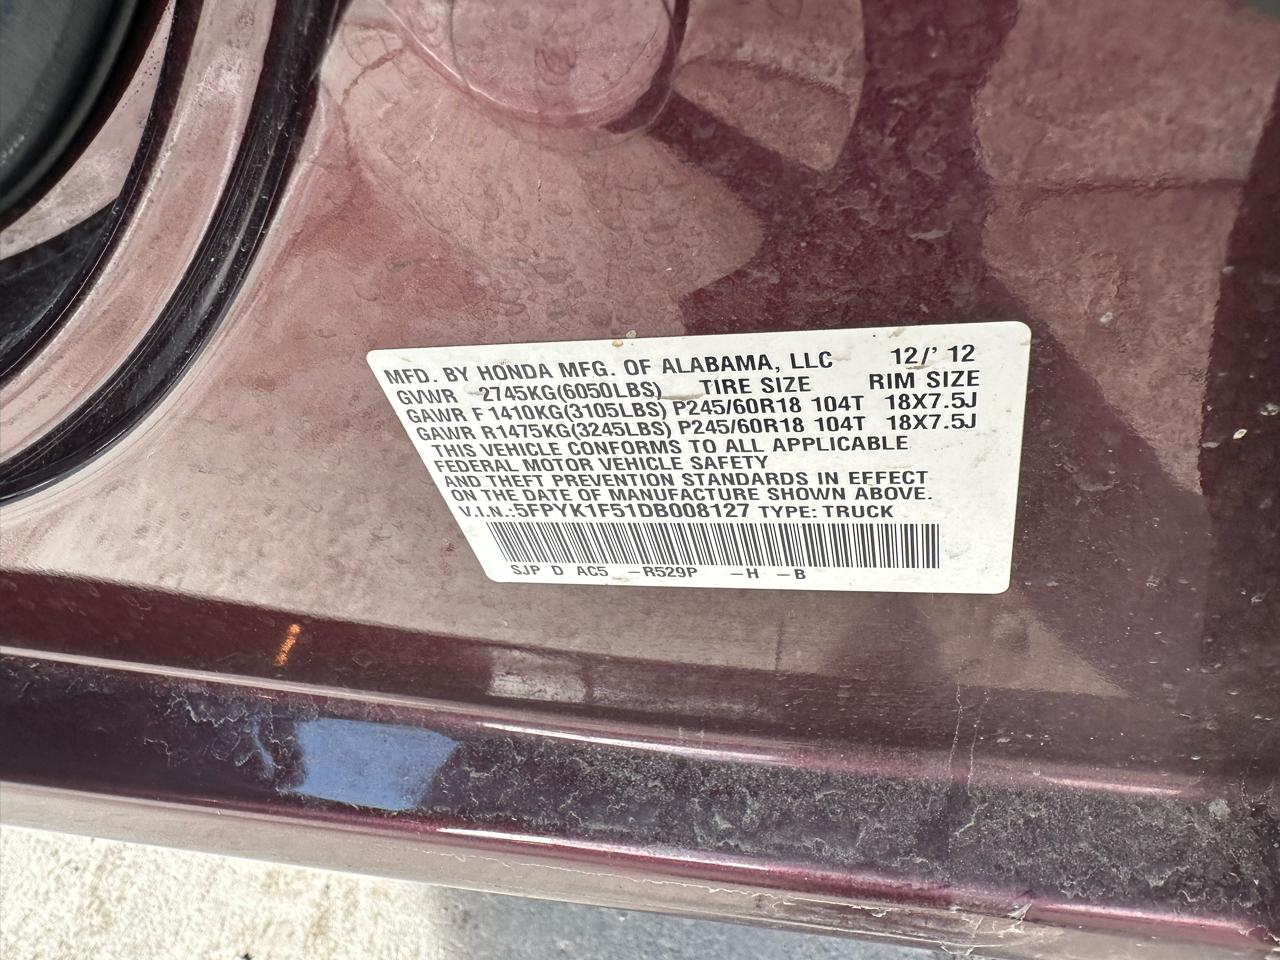 MFD. BY HONDA MFG. OF ALABAMA, LLC 12/' 12
GVWR 2745KG(6050LBS) TIRE SIZE RIM SIZE
GAWR F 1410KG(3105LBS) P245/60R18 104T 18X7.5J
GAWR R1475KG(3245LBS) P245/60R18 104T 18X7.5J
THIS VEHICLE CONFORMS TO ALL APPLICABLE
FEDERAL MOTOR VEHICLE SAFETY
AND THEFT PREVENTION STANDARDS IN EFFECT
ON THE DATE OF MANUFACTURE SHOWN ABOVE.
V.I.N.:5FPYK1F51DB008127 TYPE: TRUCK
SJP D AC5 –R529P –H –B